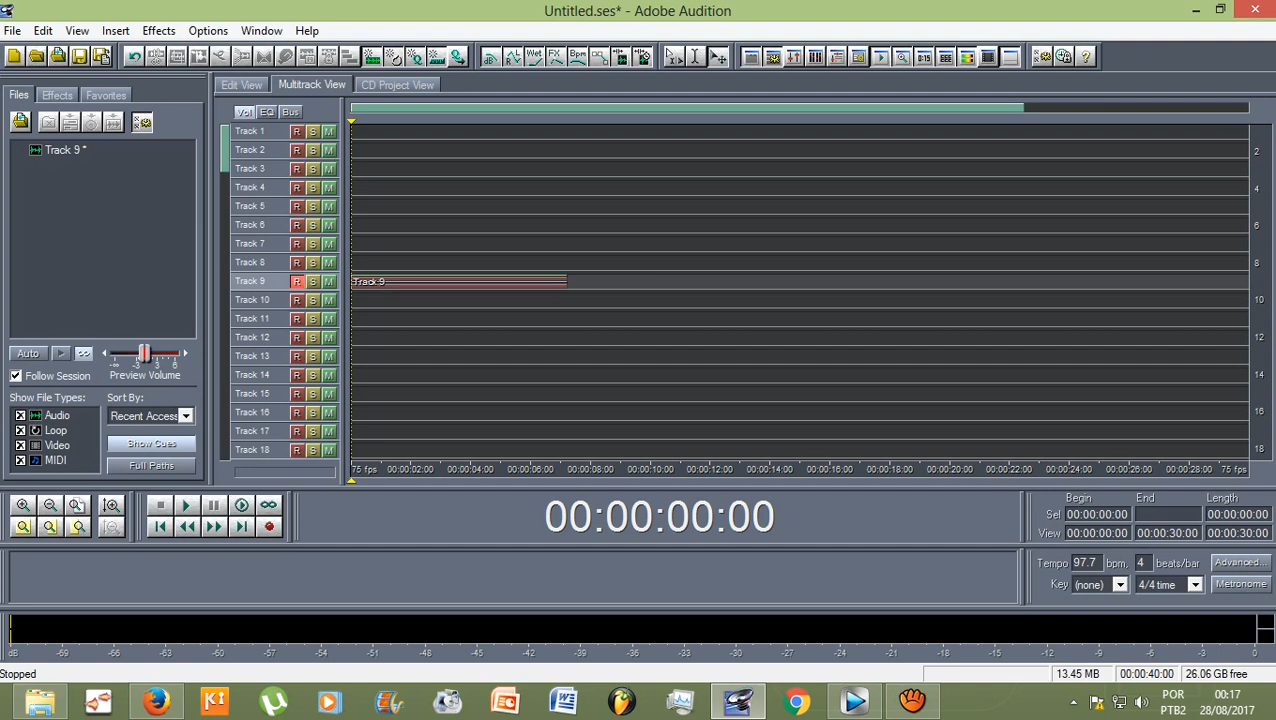 Untitled.ses* - Adobe Audition
File Edit View Insert Effects Options Window Help
Wet FX Bpm
Edit View Multitrack View CD Project View
Files Effects Favorites
Vol EQ Bus
Track 9 *
Track 1 R S M
Track 2 R S M
Track 3 R S M
Track 4 R S M
Track 5 R S M
Track 6 R S M
Track 7 R S M
Track 8 R S M
Track 9 R S M Track 9
Track 10 R S M
Track 11 R S M
Track 12 R S M
Track 13 R S M
Track 14 R S M
Track 15 R S M
Track 16 R S M
Track 17 R S M
Track 18 R S M
2
4
6
8
10
12
14
16
18
75 fps 00:00:02:00 00:00:04:00 00:00:06:00 00:00:08:00 00:00:10:00 00:00:12:00 00:00:14:00 00:00:16:00 00:00:18:00 00:00:20:00 00:00:22:00 00:00:24:00 00:00:26:00 00:00:28:00 75 fps
Auto
-∞ -3 3 6
Follow Session Preview Volume
Show File Types: Sort By:
Audio Recent Access
Loop
Video Show Cues
MIDI Full Paths
00:00:00:00
Begin End Length
Sel 00:00:00:00 00:00:00:00
View 00:00:00:00 00:00:30:00 00:00:30:00
Tempo 97.7 bpm, 4 beats/bar Advanced...
Key (none) 4/4 time Metronome
dB -69 -66 -63 -60 -57 -54 -51 -48 -45 -42 -39 -36 -33 -30 -27 -24 -21 -18 -15 -12 -9 -6 -3 0
Stopped 13.45 MB 00:00:40:00 26.06 GB free
Ki
POR 00:17
PTB2 28/08/2017